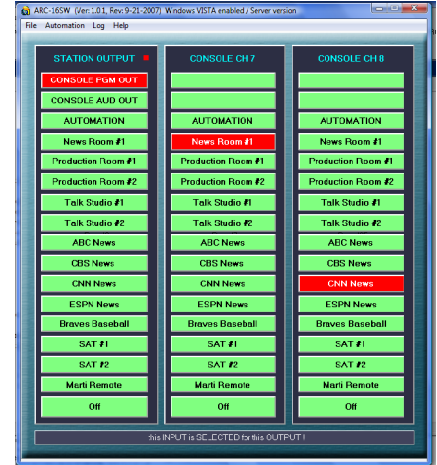 ARC-16SW (Ver: 1.0.1, Rev: 9-21-2007) Windows VISTA enabled / Server version
File Automation Log Help
STATION OUTPUT
CONSOLE PGM OUT
CONSOLE AUD OUT
AUTOMATION
News Room #1
Production Room #1
Production Room #2
Talk Studio #1
Talk Studio #2
ABC News
CBS News
CNN News
ESPN News
Braves Baseball
SAT #1
SAT #2
Marti Remote
Off
CONSOLE CH 7
AUTOMATION
News Room #1
Production Room #1
Production Room #2
Talk Studio #1
Talk Studio #2
ABC News
CBS News
CNN News
ESPN News
Braves Baseball
SAT #1
SAT #2
Marti Remote
Off
CONSOLE CH 8
AUTOMATION
News Room #1
Production Room #1
Production Room #2
Talk Studio #1
Talk Studio #2
ABC News
CBS News
CNN News
ESPN News
Braves Baseball
SAT #1
SAT #2
Marti Remote
Off
this INPUT is SELECTED for this OUTPUT !